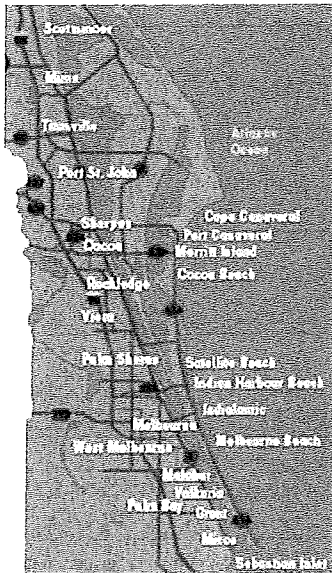 Scottsmoor
Mims
Titusville
Atlantic
Ocean
Port St. John
Cape Canaveral
Sharpes
Port Canaveral
Cocoa
Merritt Island
Cocoa Beach
Rockledge
Viera
Palm Shores
Satellite Beach
Indian Harbour Beach
Indialantic
Melbourne
Melbourne Beach
West Melbourne
Malabar
Valkaria
Palm Bay
Grant
Micco
Sebastian Inlet